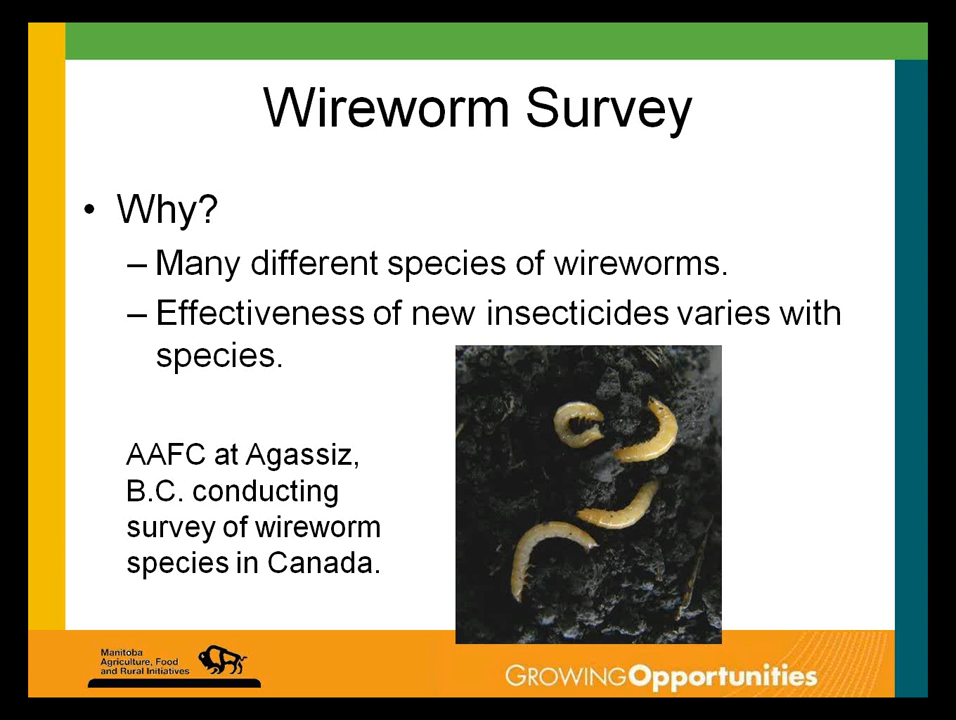 Wireworm Survey
• Why?
– Many different species of wireworms.
– Effectiveness of new insecticides varies with
species.
AAFC at Agassiz,
B.C. conducting
survey of wireworm
species in Canada.
Manitoba
Agriculture, Food
and Rural Initiatives
GROWING Opportunities